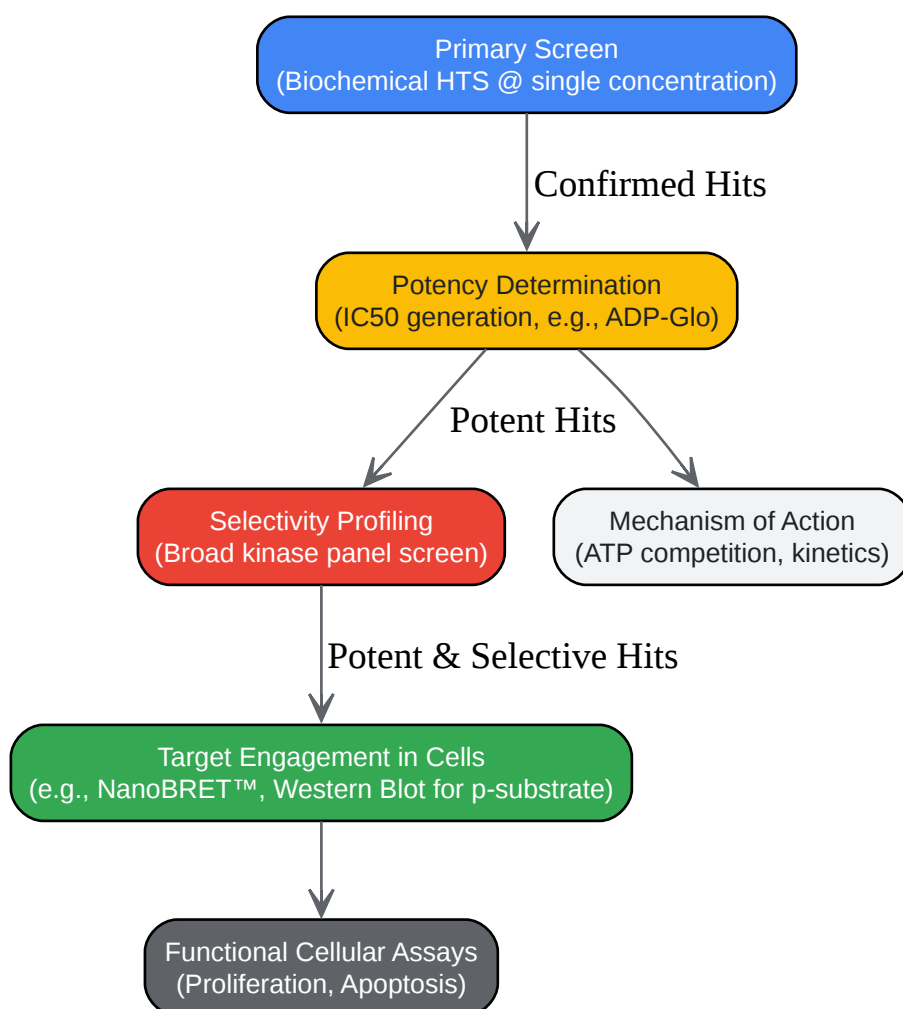 Primary Screen
(Biochemical HTS @ single concentration)
Confirmed Hits
Potency Determination
(IC50 generation, e.g., ADP-Glo)
Potent Hits
Selectivity Profiling
(Broad kinase panel screen)
Mechanism of Action
(ATP competition, kinetics)
Potent & Selective Hits
Target Engagement in Cells
(e.g., NanoBRET™, Western Blot for p-substrate)
Functional Cellular Assays
(Proliferation, Apoptosis)